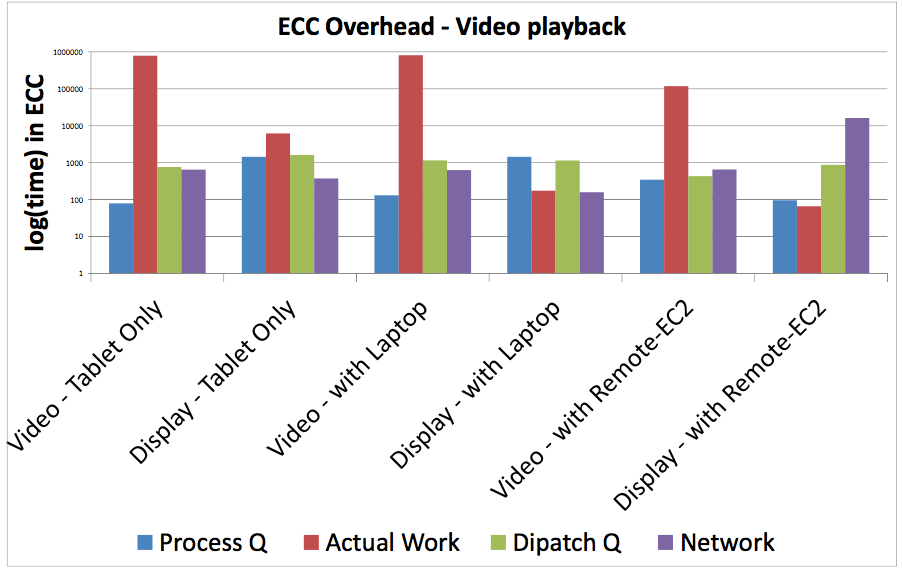 ECC Overhead - Video playback
log(time) in ECC
1000000
100000
10000
1000
100
10
1
Video - Tablet Only
Display - Tablet Only
Video - with Laptop
Display - with Laptop
Video - with Remote-EC2
Display - with Remote-EC2
Process Q
Actual Work
Dipatch Q
Network